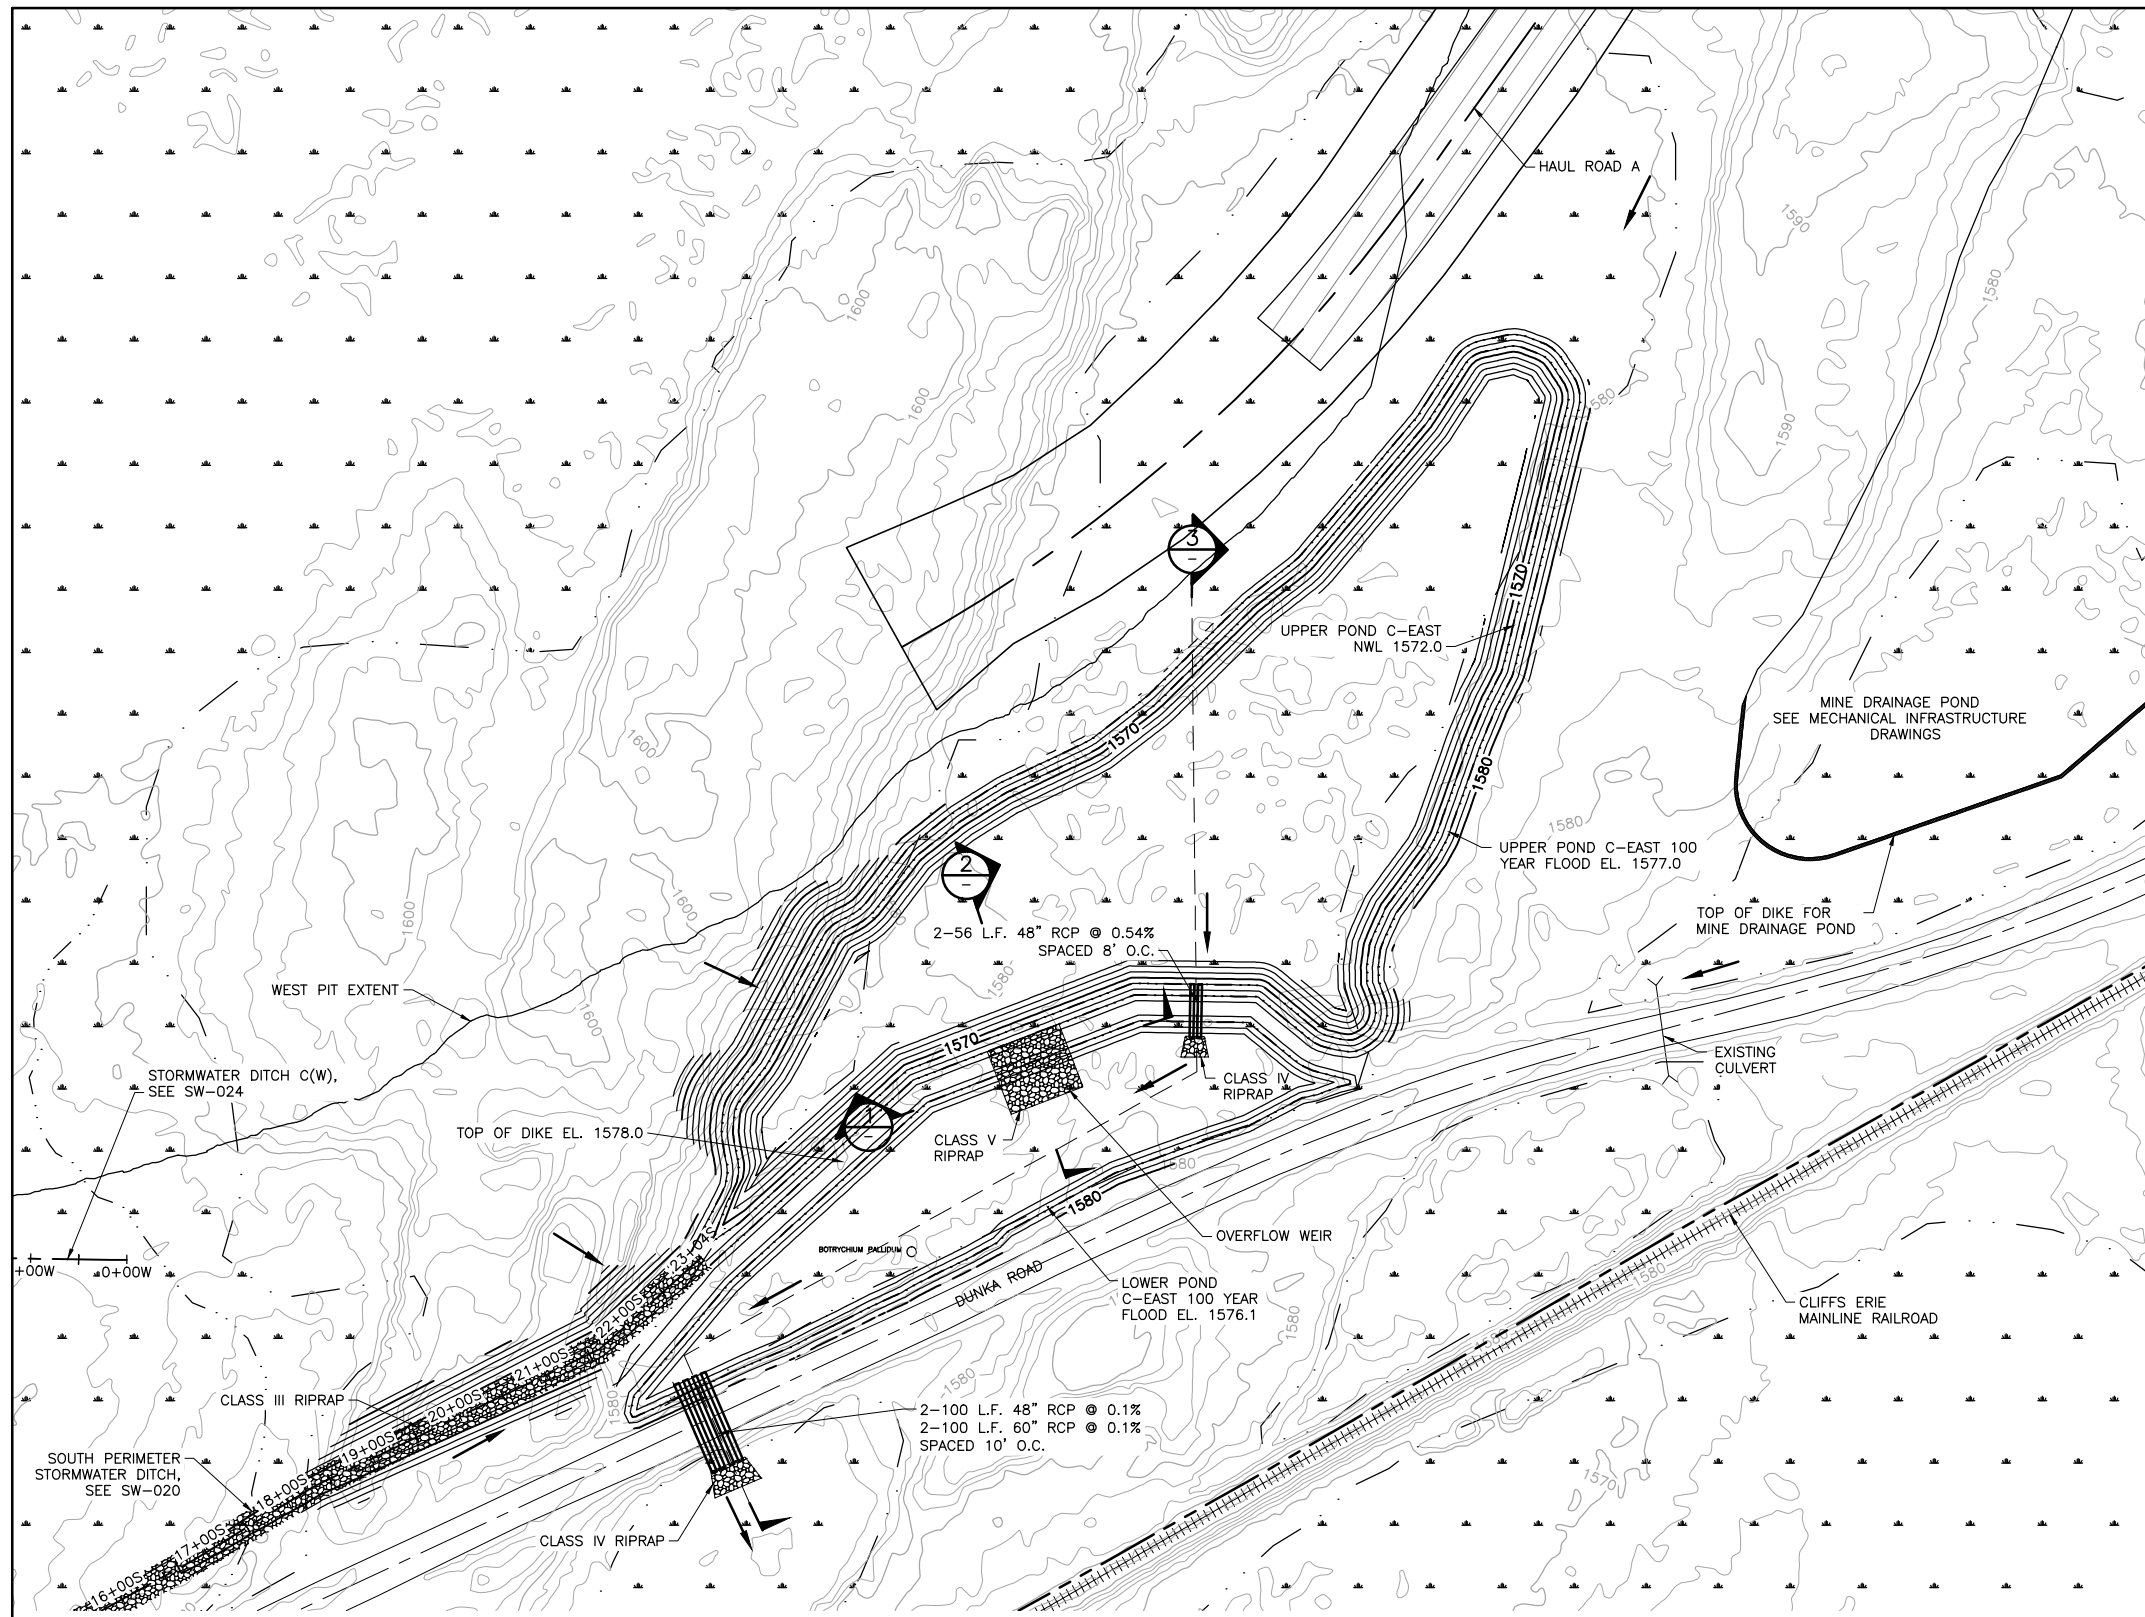 HAUL ROAD A
1590
1580
1600
1600
1580
1590
3
-
1570
UPPER POND C-EAST
NWL 1572.0
MINE DRAINAGE POND
SEE MECHANICAL INFRASTRUCTURE
DRAWINGS
1570
1600
1580
1580
UPPER POND C-EAST 100
YEAR FLOOD EL. 1577.0
2
-
1600
1600
TOP OF DIKE FOR
MINE DRAINAGE POND
2-56 L.F. 48" RCP @ 0.54%
SPACED 8' O.C.
1580
WEST PIT EXTENT
1600
1570
EXISTING
CULVERT
STORMWATER DITCH C(W),
SEE SW-024
CLASS IV
RIPRAP
TOP OF DIKE EL. 1578.0
1
-
CLASS V
RIPRAP
1580
1580
OVERFLOW WEIR
BOTRYCHIUM PALLIDUM
+00W
0+00W
DUNKA ROAD
LOWER POND
C-EAST 100 YEAR
FLOOD EL. 1576.1
1580
1580
CLIFFS ERIE
MAINLINE RAILROAD
23+04S
22+00S
21+00S
20+00S
19+00S
18+00S
17+00S
16+00S
1580
1580
1580
CLASS III RIPRAP
2-100 L.F. 48" RCP @ 0.1%
2-100 L.F. 60" RCP @ 0.1%
SPACED 10' O.C.
SOUTH PERIMETER
STORMWATER DITCH,
SEE SW-020
1570
CLASS IV RIPRAP